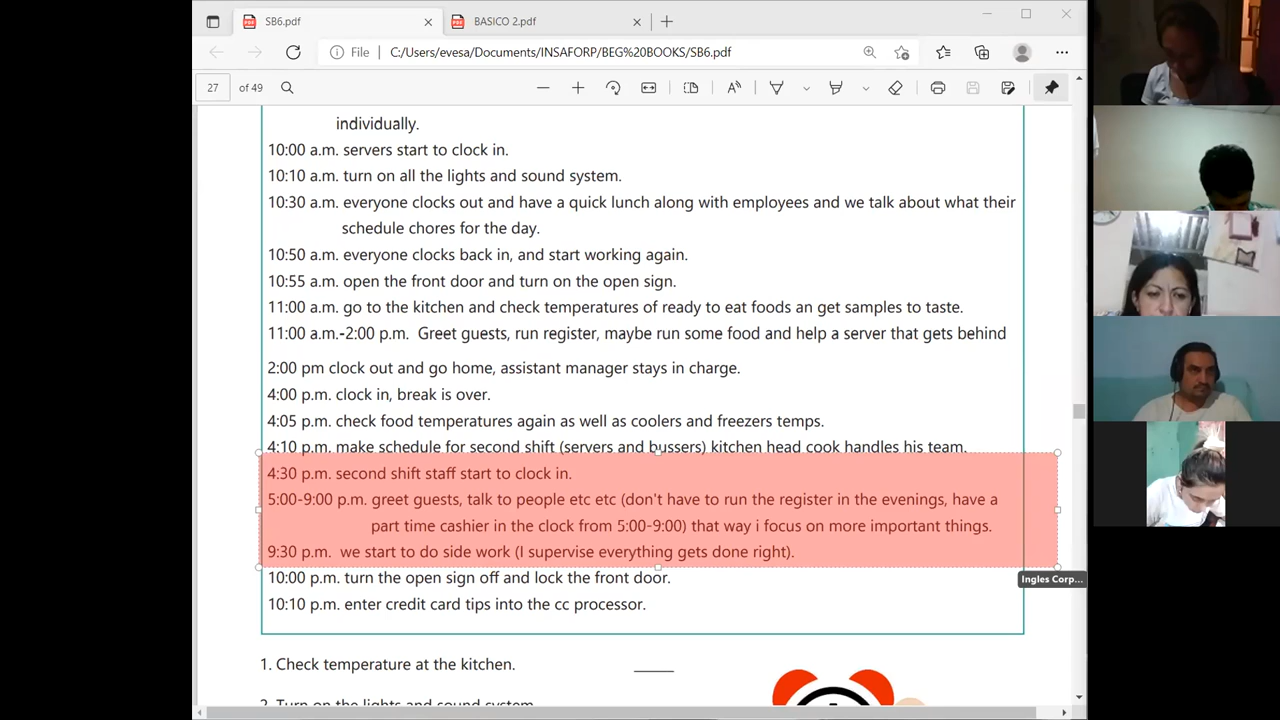 SB6.pdf
BASICO 2.pdf
File
C:/Users/evesa/Documents/INSAFORP/BEG%20BOOKS/SB6.pdf
27 of 49
individually.
10:00 a.m. servers start to clock in.
10:10 a.m. turn on all the lights and sound system.
10:30 a.m. everyone clocks out and have a quick lunch along with employees and we talk about what their
schedule chores for the day.
10:50 a.m. everyone clocks back in, and start working again.
10:55 a.m. open the front door and turn on the open sign.
11:00 a.m. go to the kitchen and check temperatures of ready to eat foods an get samples to taste.
11:00 a.m.-2:00 p.m. Greet guests, run register, maybe run some food and help a server that gets behind
2:00 pm clock out and go home, assistant manager stays in charge.
4:00 p.m. clock in, break is over.
4:05 p.m. check food temperatures again as well as coolers and freezers temps.
4:10 p.m. make schedule for second shift (servers and bussers) kitchen head cook handles his team.
4:30 p.m. second shift staff start to clock in.
5:00-9:00 p.m. greet guests, talk to people etc etc (don't have to run the register in the evenings, have a
part time cashier in the clock from 5:00-9:00) that way i focus on more important things.
9:30 p.m. we start to do side work (I supervise everything gets done right).
10:00 p.m. turn the open sign off and lock the front door.
Ingles Corp...
10:10 p.m. enter credit card tips into the cc processor.
1. Check temperature at the kitchen. _____
2. Turn on the lights and sound system